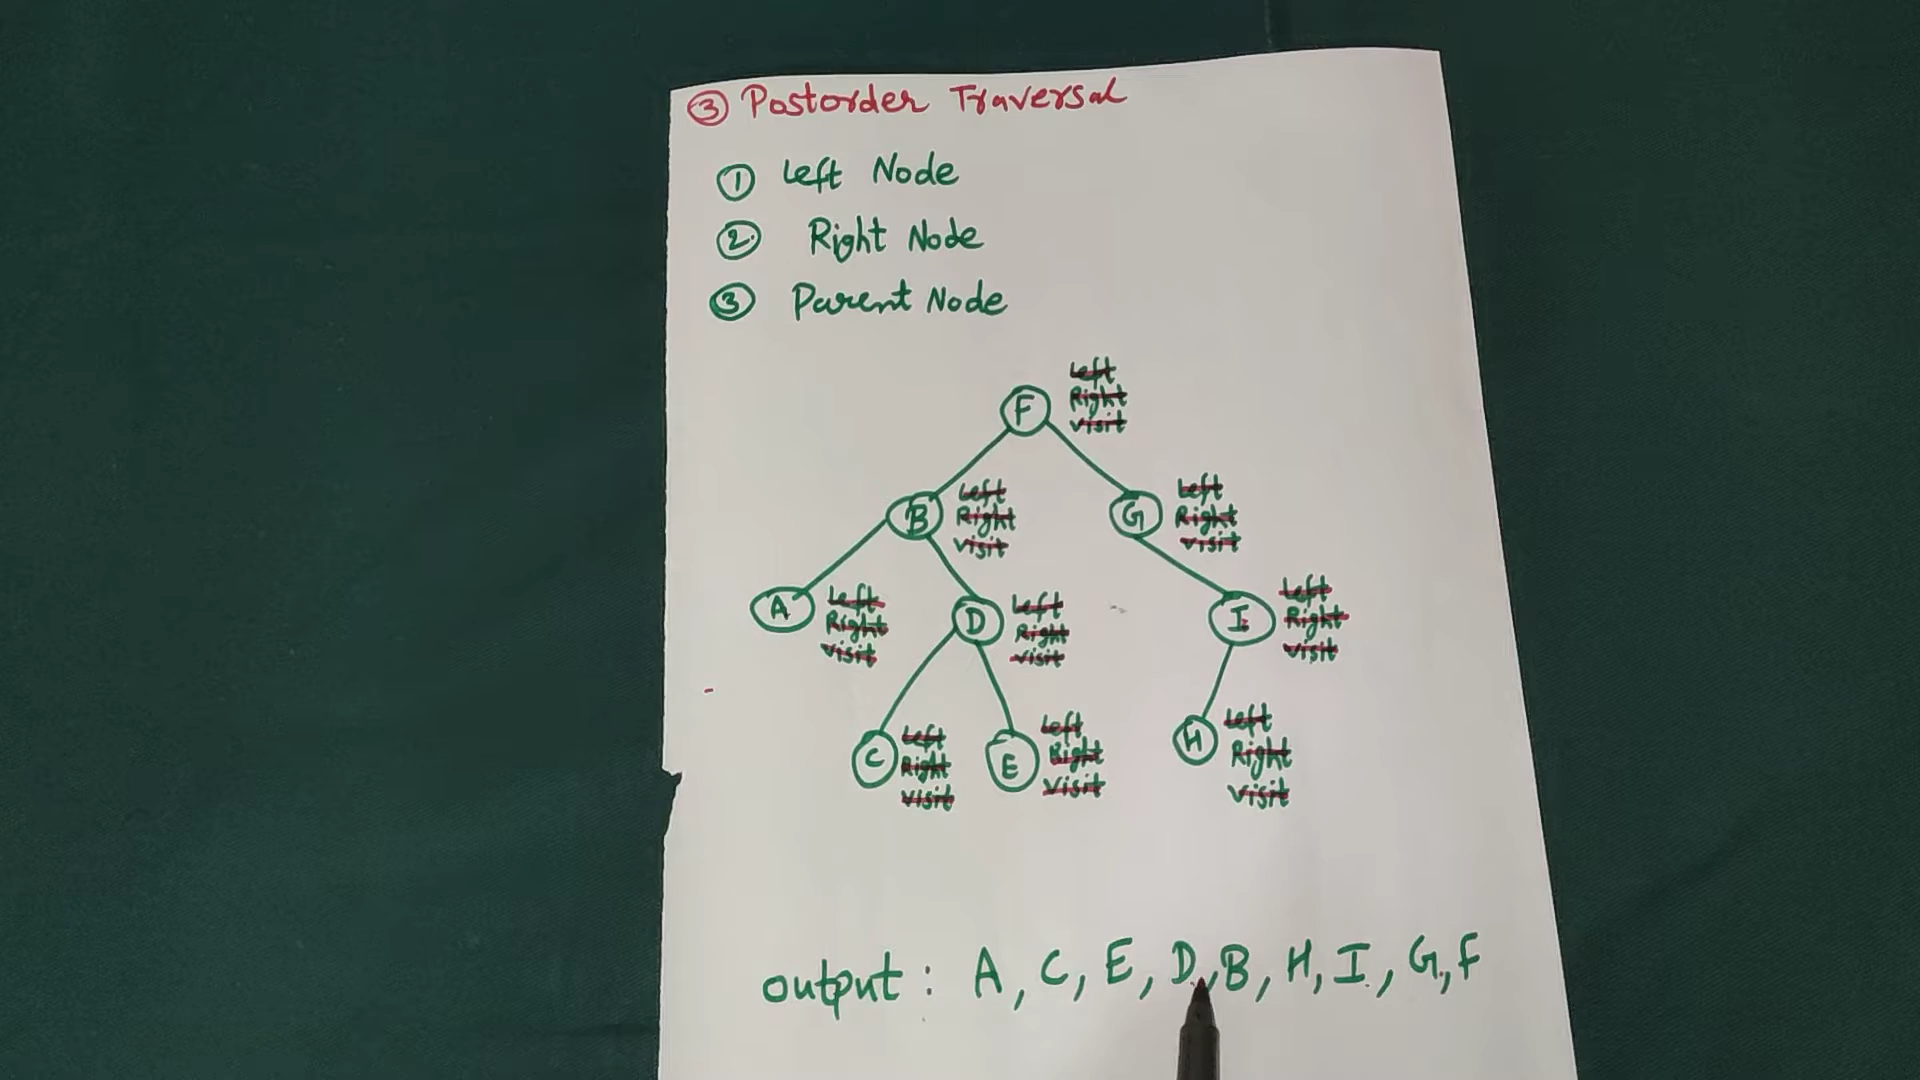 ③ Postorder Traversal
① Left Node
② Right Node
③ Parent Node
Left
Right
Visit
F
Left
Right
Visit
B
Left
Right
Visit
G
Left
Right
Visit
A
Left
Right
Visit
D
Left
Right
Visit
I
Left
Right
Visit
C
Left
Right
Visit
E
Left
Right
Visit
H
output : A, C, E, D, B, H, I, G, F